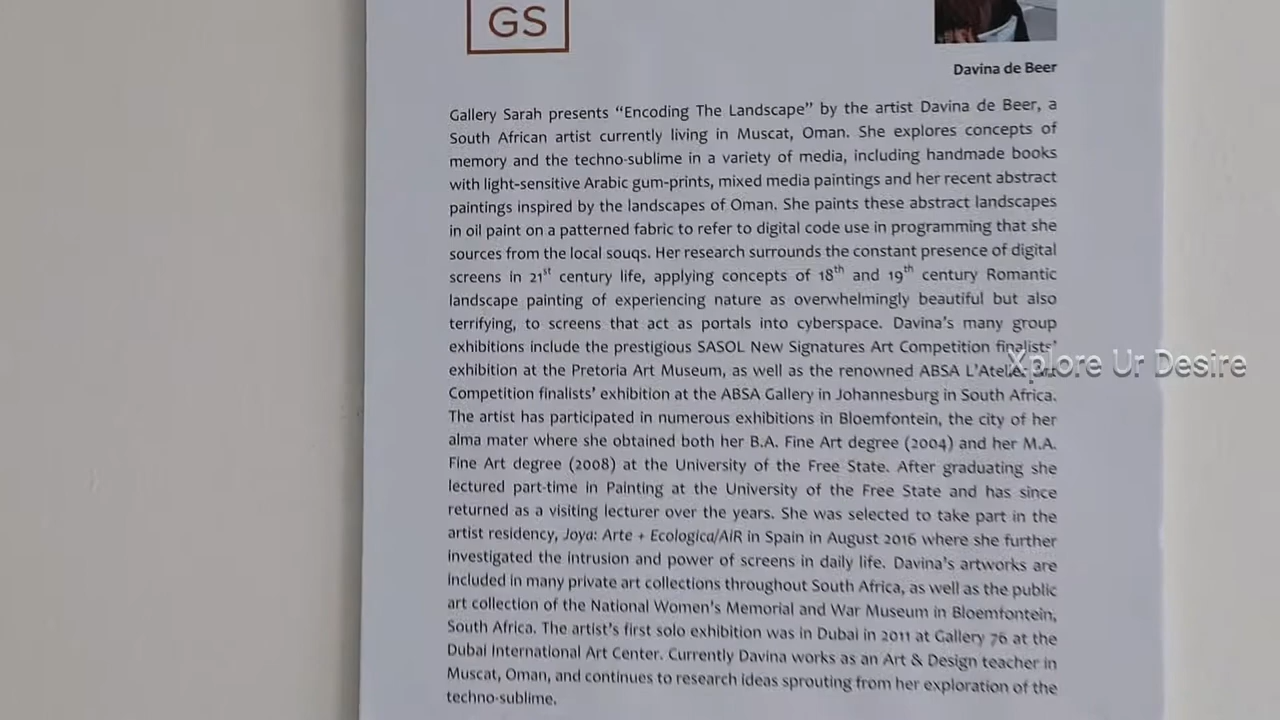 GS
Davina de Beer
Gallery Sarah presents “Encoding The Landscape” by the artist Davina de Beer, a
South African artist currently living in Muscat, Oman. She explores concepts of
memory and the techno-sublime in a variety of media, including handmade books
with light-sensitive Arabic gum-prints, mixed media paintings and her recent abstract
paintings inspired by the landscapes of Oman. She paints these abstract landscapes
in oil paint on a patterned fabric to refer to digital code use in programming that she
sources from the local souqs. Her research surrounds the constant presence of digital
screens in 21st century life, applying concepts of 18th and 19th century Romantic
landscape painting of experiencing nature as overwhelmingly beautiful but also
terrifying, to screens that act as portals into cyberspace. Davina’s many group
exhibitions include the prestigious SASOL New Signatures Art Competition finalists’
exhibition at the Pretoria Art Museum, as well as the renowned ABSA L’Atelier Art
Xplore Ur Desire
Competition finalists’ exhibition at the ABSA Gallery in Johannesburg in South Africa.
The artist has participated in numerous exhibitions in Bloemfontein, the city of her
alma mater where she obtained both her B.A. Fine Art degree (2004) and her M.A.
Fine Art degree (2008) at the University of the Free State. After graduating she
lectured part-time in Painting at the University of the Free State and has since
returned as a visiting lecturer over the years. She was selected to take part in the
artist residency, Joya: Arte + Ecologica/AiR in Spain in August 2016 where she further
investigated the intrusion and power of screens in daily life. Davina’s artworks are
included in many private art collections throughout South Africa, as well as the public
art collection of the National Women’s Memorial and War Museum in Bloemfontein,
South Africa. The artist’s first solo exhibition was in Dubai in 2011 at Gallery 76 at the
Dubai International Art Center. Currently Davina works as an Art & Design teacher in
Muscat, Oman, and continues to research ideas sprouting from her exploration of the
techno-sublime.